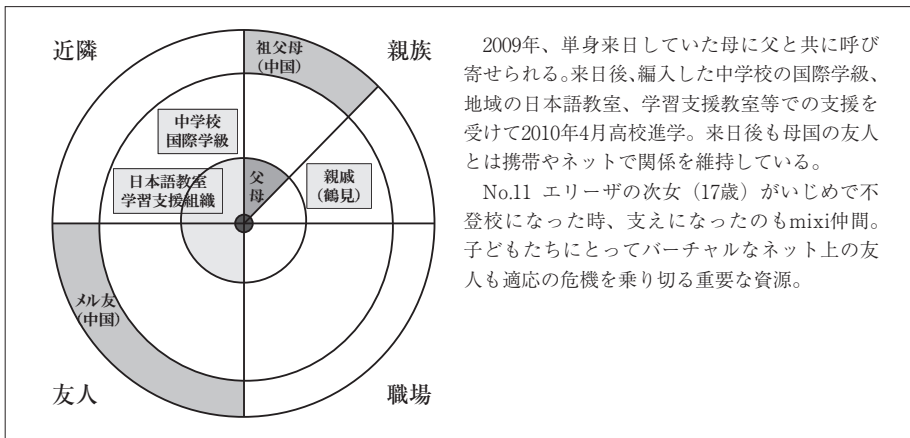 近隣
親族
祖父母
(中国)
中学校
国際学級
日本語教室
学習支援組織
父
母
親戚
(鶴見)
メル友
(中国)
友人
職場
2009年、単身来日していた母に父と共に呼び
寄せられる。来日後、編入した中学校の国際学級、
地域の日本語教室、学習支援教室等での支援を
受けて2010年4月高校進学。来日後も母国の友人
とは携帯やネットで関係を維持している。
No.11 エリーザの次女（17歳）がいじめで不
登校になった時、支えになったのもmixi仲間。
子どもたちにとってバーチャルなネット上の友
人も適応の危機を乗り切る重要な資源。